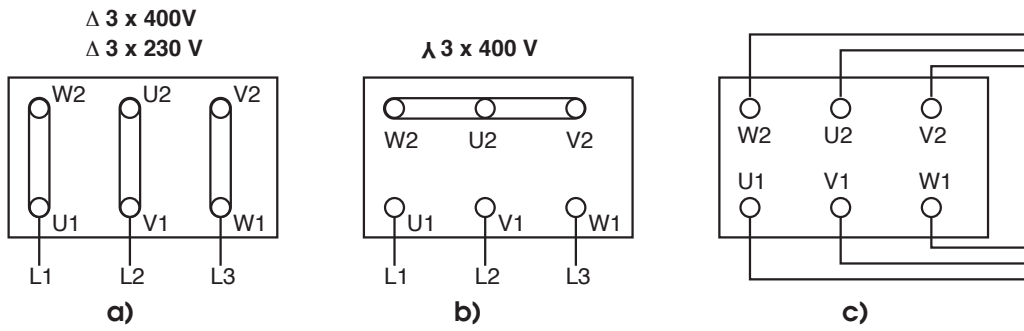 Δ 3 x 400V
Δ 3 x 230 V
W2 U2 V2
U1 V1 W1
L1 L2 L3
a)
⅄ 3 x 400 V
W2 U2 V2
U1 V1 W1
L1 L2 L3
b)
W2 U2 V2
U1 V1 W1
c)